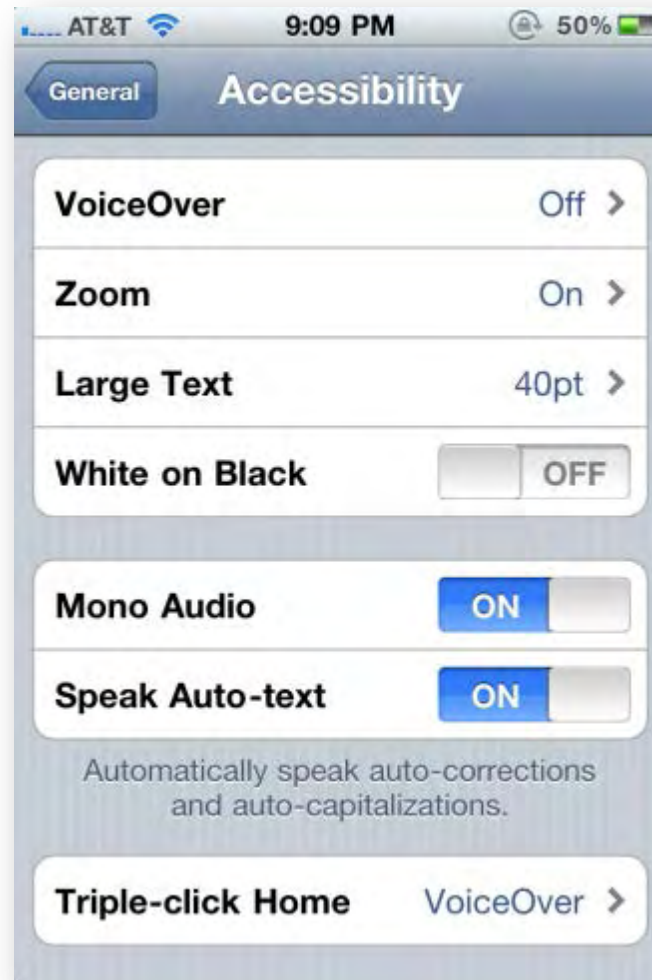 AT&T 9:09 PM 50%
General Accessibility
VoiceOver Off
Zoom On
Large Text 40pt
White on Black OFF
Mono Audio ON
Speak Auto-text ON
Automatically speak auto-corrections
and auto-capitalizations.
Triple-click Home VoiceOver